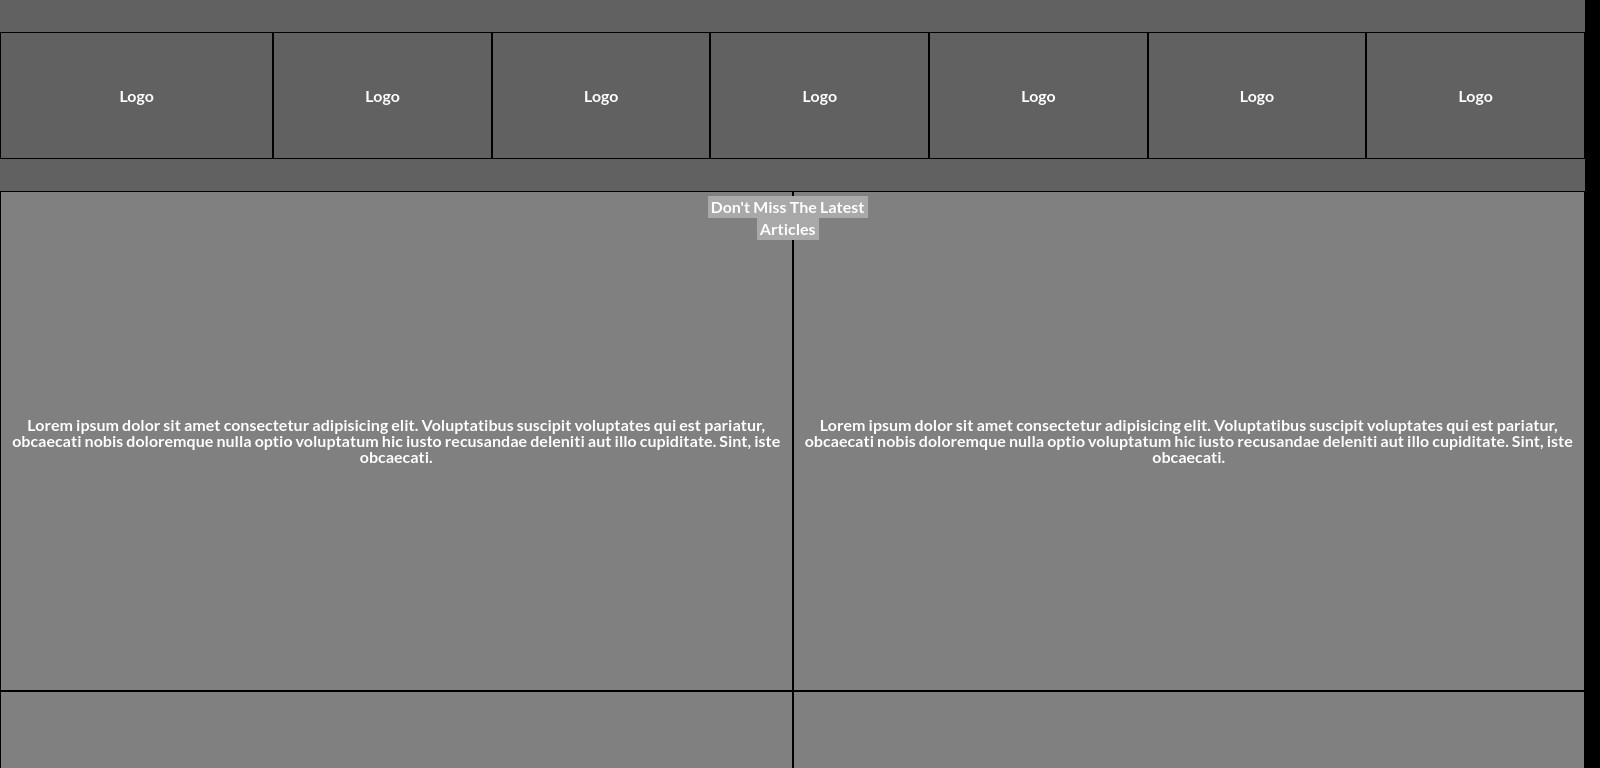 Logo
Logo
Logo
Logo
Logo
Logo
Logo
Don't Miss The Latest
Articles
Lorem ipsum dolor sit amet consectetur adipisicing elit. Voluptatibus suscipit voluptates qui est pariatur,
obcaecati nobis doloremque nulla optio voluptatum hic iusto recusandae deleniti aut illo cupiditate. Sint, iste
obcaecati.
Lorem ipsum dolor sit amet consectetur adipisicing elit. Voluptatibus suscipit voluptates qui est pariatur,
obcaecati nobis doloremque nulla optio voluptatum hic iusto recusandae deleniti aut illo cupiditate. Sint, iste
obcaecati.